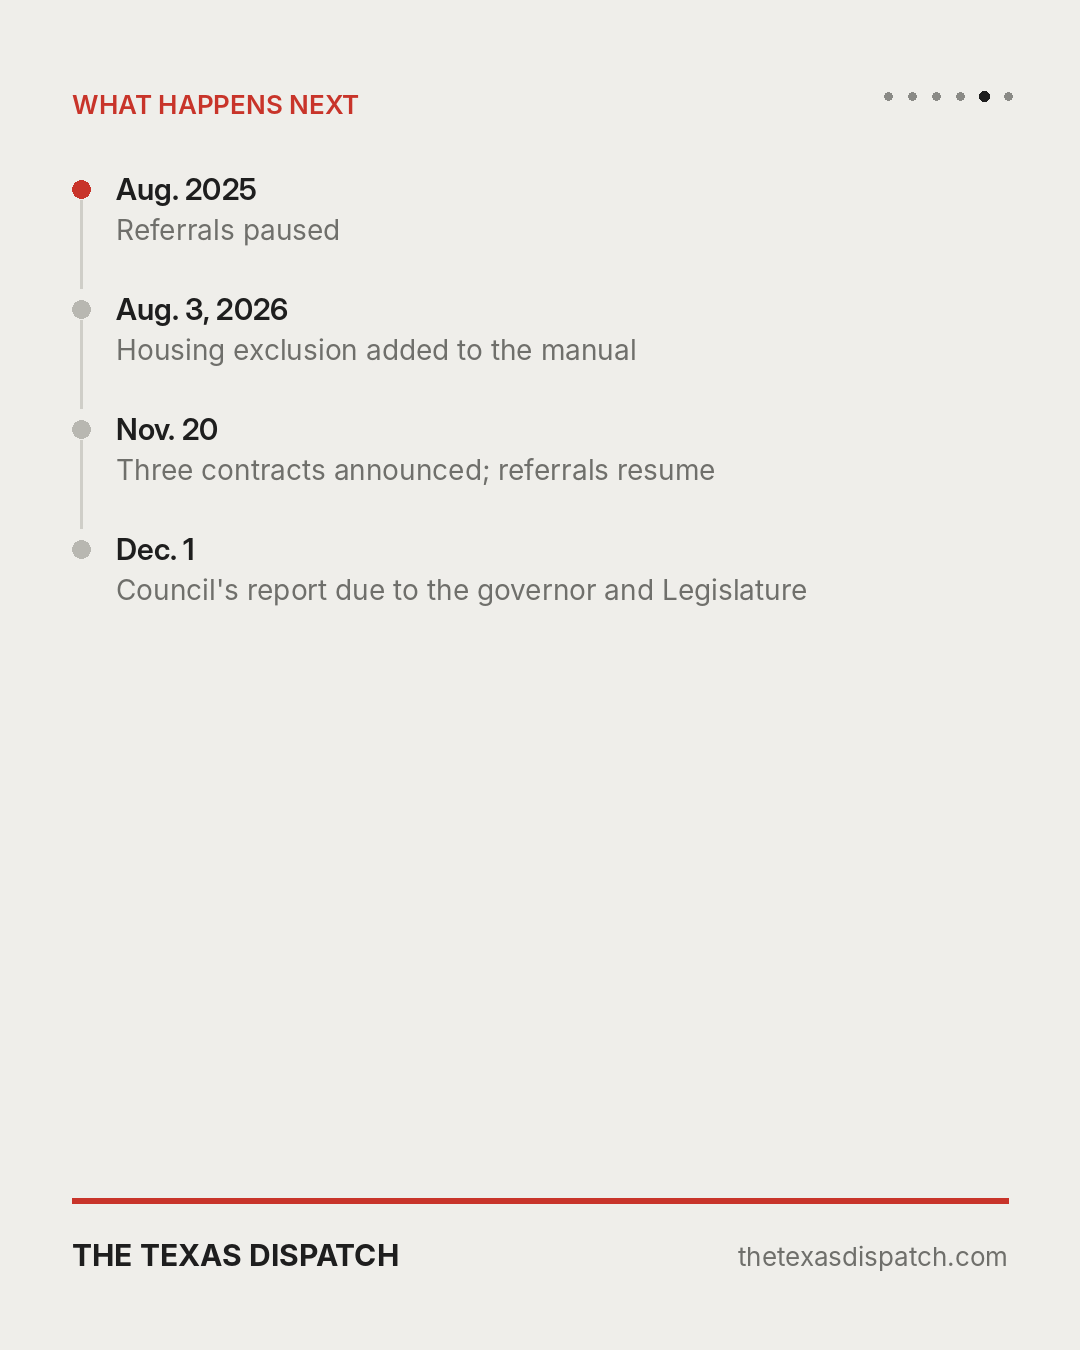 WHAT HAPPENS NEXT
Aug. 2025
Referrals paused
Aug. 3, 2026
Housing exclusion added to the manual
Nov. 20
Three contracts announced; referrals resume
Dec. 1
Council's report due to the governor and Legislature
THE TEXAS DISPATCH
thetexasdispatch.com